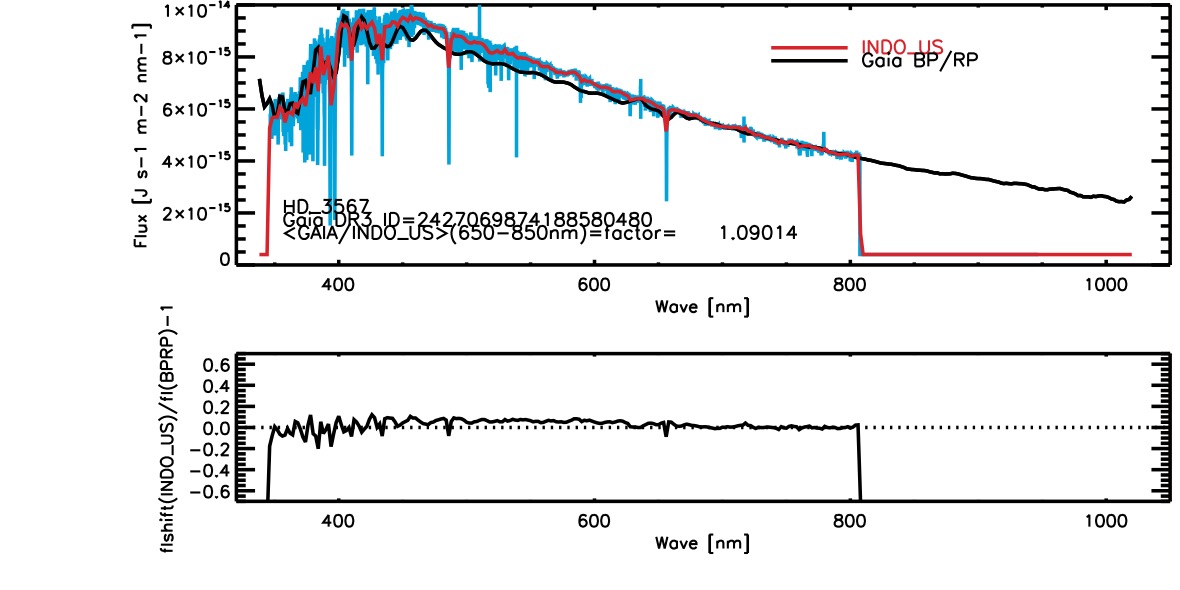 1×10−14
8×10−15
6×10−15
4×10−15
2×10−15
0
Flux [J s−1 m−2 nm−1]
INDO_US
Gaia BP/RP
HD_3567
Gaia DR3 ID=2427069874188580480
<GAIA/INDO_US>(650−850nm)=factor= 1.09014
400 600 800 1000
Wave [nm]
flshift(INDO_US)/fl(BPRP)−1
0.6
0.4
0.2
0.0
−0.2
−0.4
−0.6
400 600 800 1000
Wave [nm]